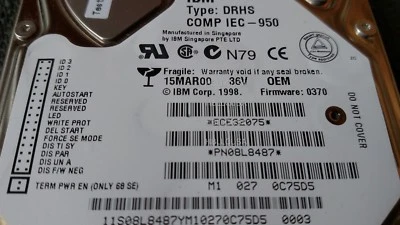 IBM
Type: DRHS
COMP IEC-950
Manufactured in Singapore
by IBM Singapore PTE LTD
N79
Fragile: Warranty void if any seal broken.
15MAR00 36V OEM
© IBM Corp. 1998. Firmware: 0370
DO NOT COVER
ID 3
ID 2
ID 1
ID 0
KEY
AUTOSTART
RESERVED
RESERVED
LED
WRITE PROT
DEL START
FORCE SE MODE
DIS TI SY
DIS PAR
DIS UN A
DIS F/W NEG
TERM PWR EN (ONLY 68 SE)
*ECE32075*
*PN08L8487*
M1 027 0C75D5
11S08L8487YM10270C75D5 0003